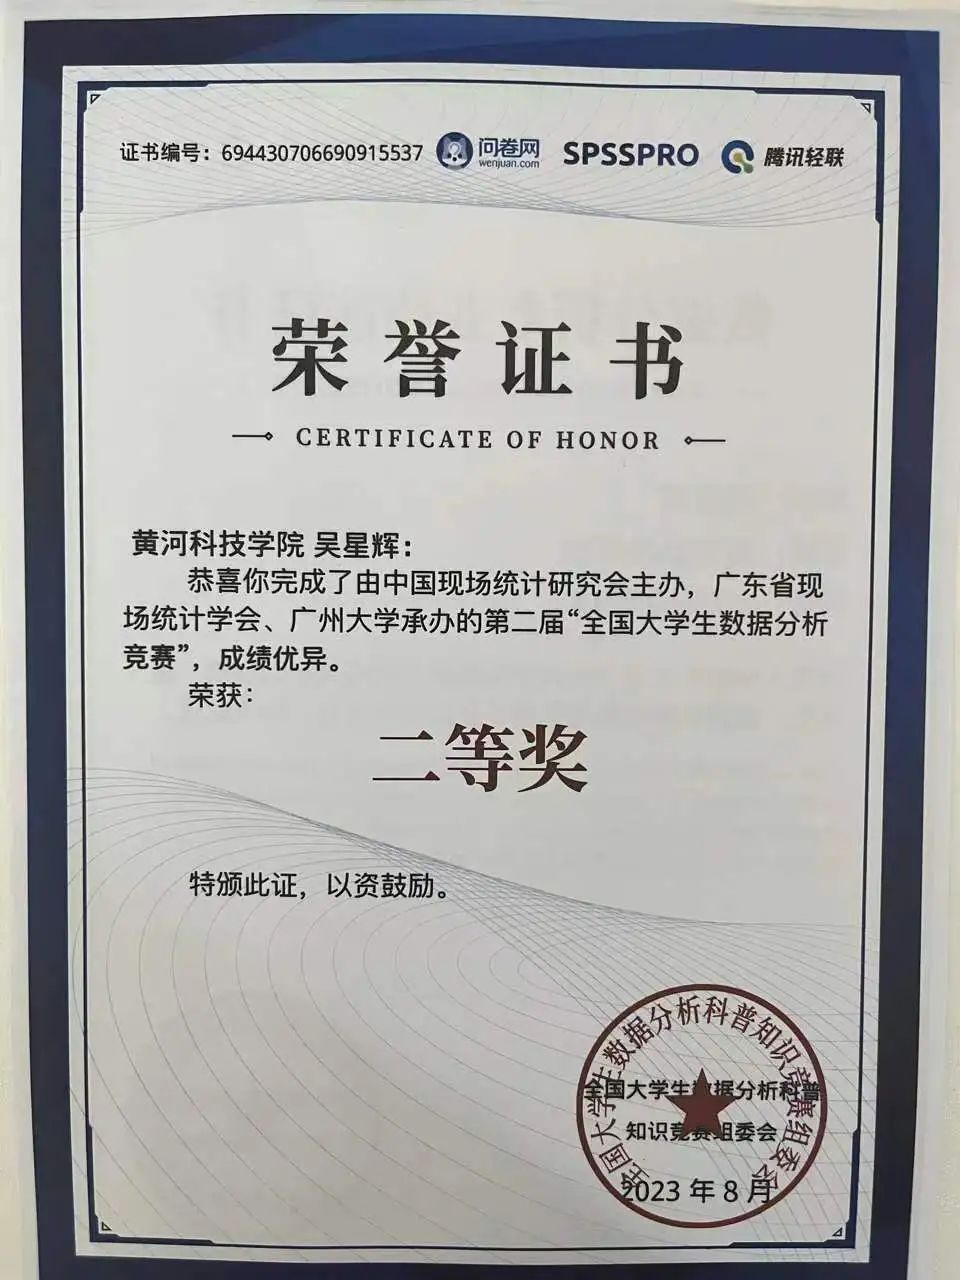 证书编号：694430706690915537 问卷网 wenjuan.com SPSSPRO 腾讯轻联
荣誉证书
CERTIFICATE OF HONOR
黄河科技学院 吴星辉：
恭喜你完成了由中国现场统计研究会主办，广东省现
场统计学会、广州大学承办的第二届“全国大学生数据分析
竞赛”，成绩优异。
荣获：
二等奖
特颁此证，以资鼓励。
全国大学生数据分析科普知识竞赛组委会
全国大学生数据分析科普
知识竞赛组委会
2023 年 8 月